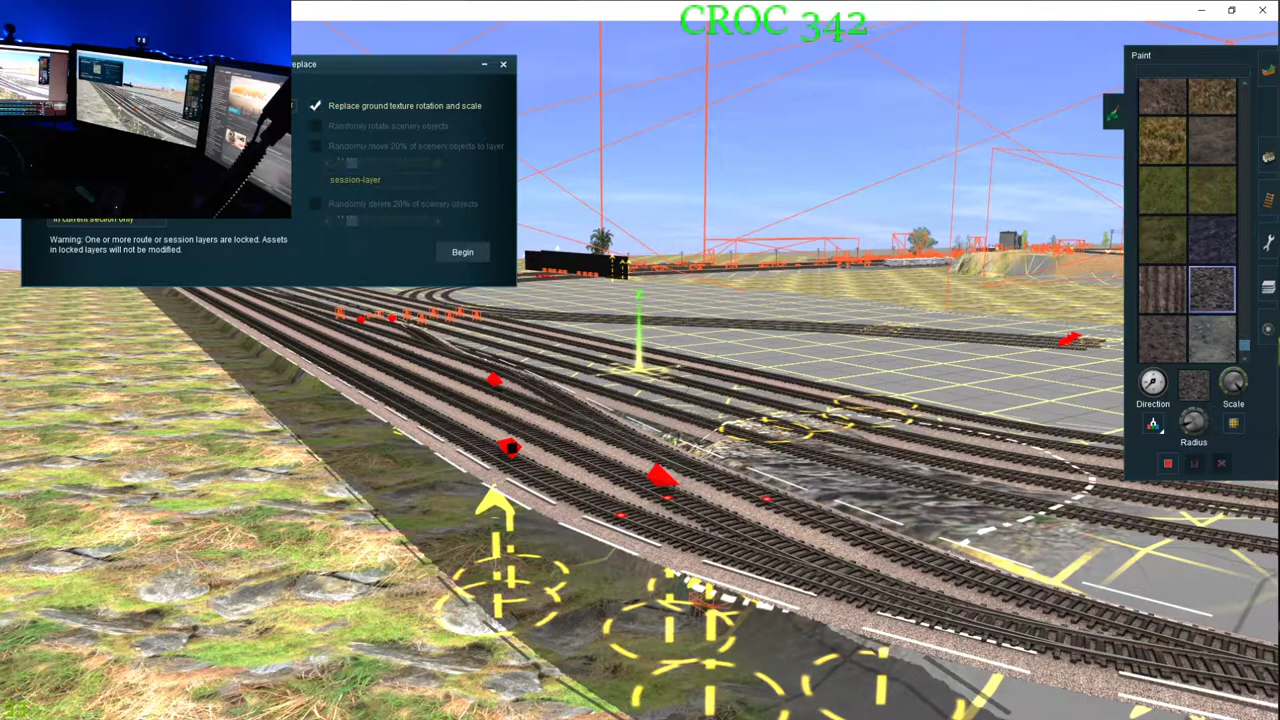 CROC 342
eplace
Paint
Replace ground texture rotation and scale
Randomly rotate scenery objects
Randomly move 20% of scenery objects to layer
session-layer
Randomly delete 20% of scenery objects
in current section only
Warning: One or more route or session layers are locked. Assets
in locked layers will not be modified.
Begin
Direction
Scale
Radius